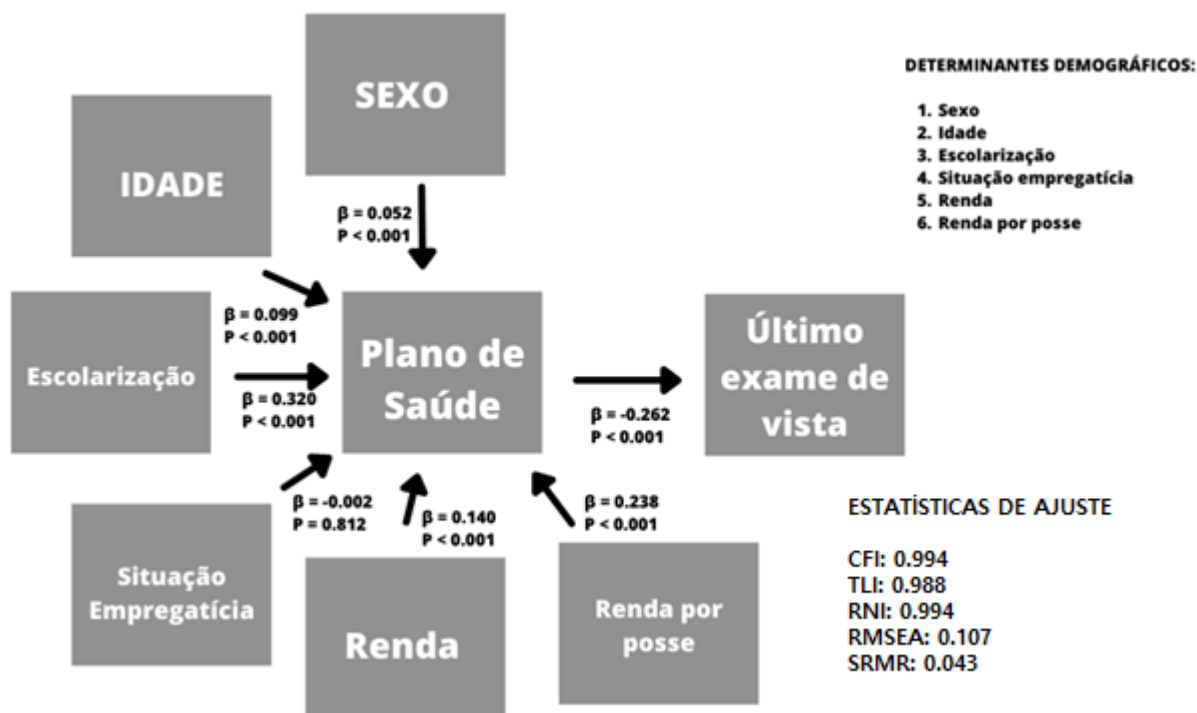 SEXO
DETERMINANTES DEMOGRÁFICOS:
1. Sexo
2. Idade
3. Escolarização
4. Situação empregatícia
5. Renda
6. Renda por posse
IDADE
β = 0.052
P < 0.001
β = 0.099
P < 0.001
Escolarização
β = 0.320
P < 0.001
Plano de
Saúde
β = -0.262
P < 0.001
Último
exame de
vista
β = -0.002
P = 0.812
β = 0.140
P < 0.001
β = 0.238
P < 0.001
Situação
Empregatícia
Renda
Renda por
posse
ESTATÍSTICAS DE AJUSTE
CFI: 0.994
TLI: 0.988
RNI: 0.994
RMSEA: 0.107
SRMR: 0.043